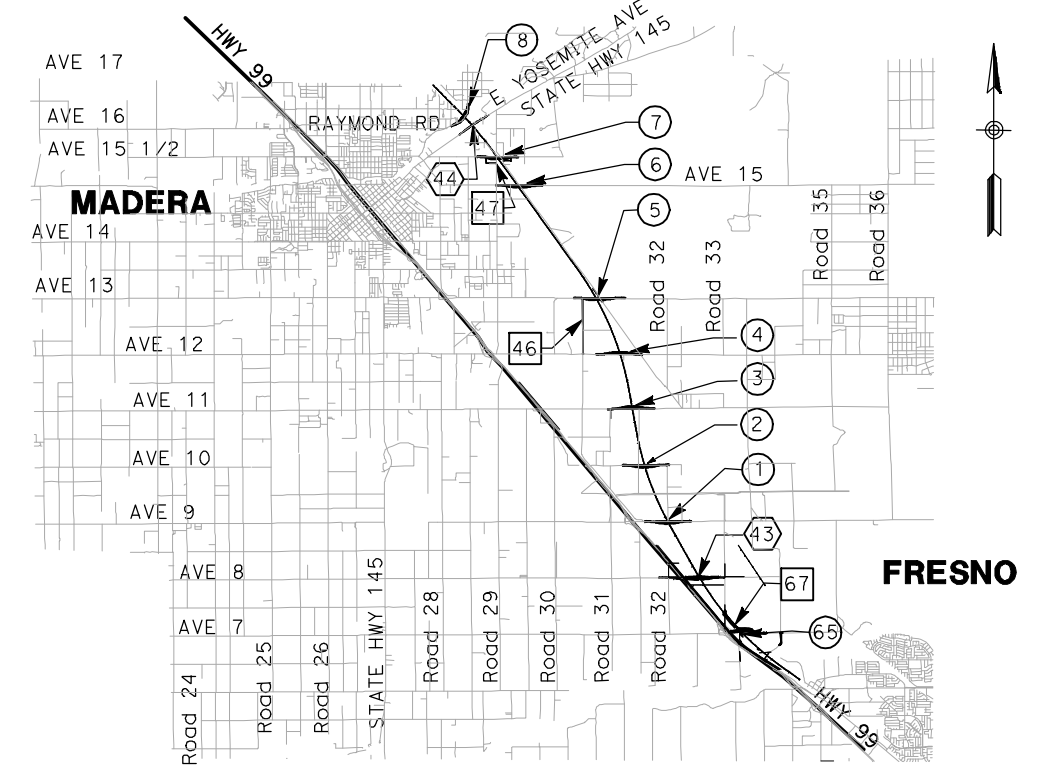 8
E YOSEMITE AVE
STATE HWY 145
HWY 99
AVE 17
AVE 16
RAYMOND RD
7
AVE 15 1/2
6
44
AVE 15
MADERA
47
5
Road 35
Road 36
AVE 14
Road 32
Road 33
AVE 13
4
AVE 12
46
3
AVE 11
2
AVE 10
1
AVE 9
43
FRESNO
AVE 8
67
AVE 7
65
Road 24
Road 25
Road 26
STATE HWY 145
Road 28
Road 29
Road 30
Road 31
Road 32
HWY 99